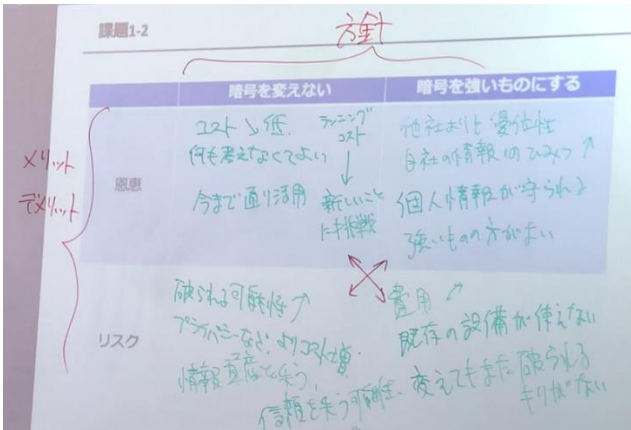 課題1-2
方針
暗号を変えない 暗号を強いものにする
メリット
デメリット
恩恵
コスト↘低
何も考えなくてよい
今まで通り活用
ランニング
コスト
↓
新しいこと
に挑戦
他社よりも優位性
自社の情報のひみつ↑
個人情報が守られる
強いものの方がよい
リスク
破られる可能性↗
プライバシーなど、よりコスト増.
情報資産を失う,
信頼を失う可能性.
費用↗
既存の設備が使えない
変えてもまた破られる
キリがない